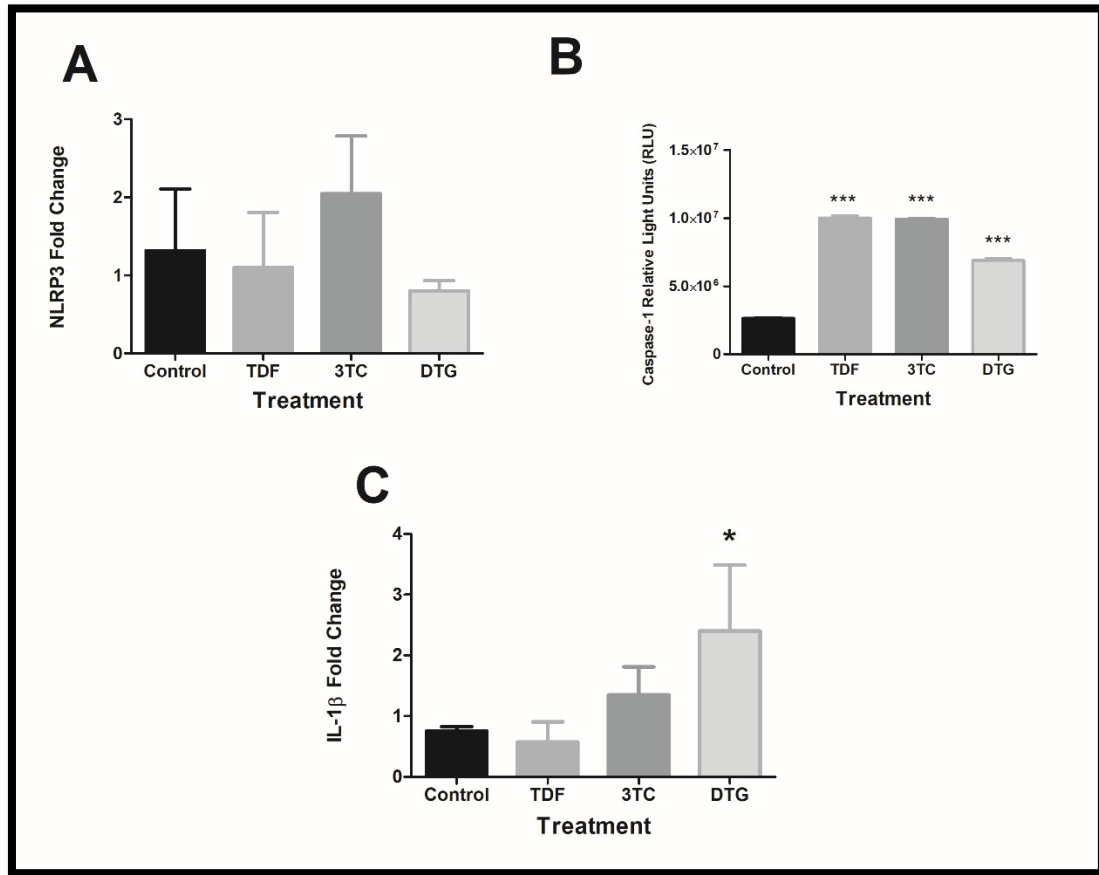 A
NLRP3 Fold Change
3
2
1
0
Control TDF 3TC DTG
Treatment
B
Caspase-1 Relative Light Units (RLU)
1.5×10⁷
1.0×10⁷
5.0×10⁶
0
*** *** ***
Control TDF 3TC DTG
Treatment
C
IL-1β Fold Change
4
3
2
1
0
*
Control TDF 3TC DTG
Treatment